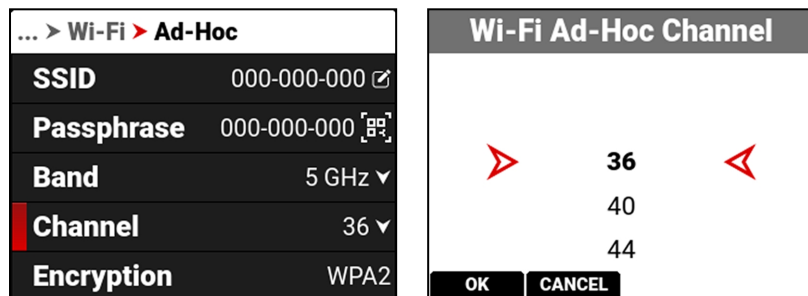 ... > Wi-Fi > Ad-Hoc
SSID 000-000-000
Passphrase 000-000-000
Band 5 GHz
Channel 36
Encryption WPA2
Wi-Fi Ad-Hoc Channel
36
40
44
OK CANCEL